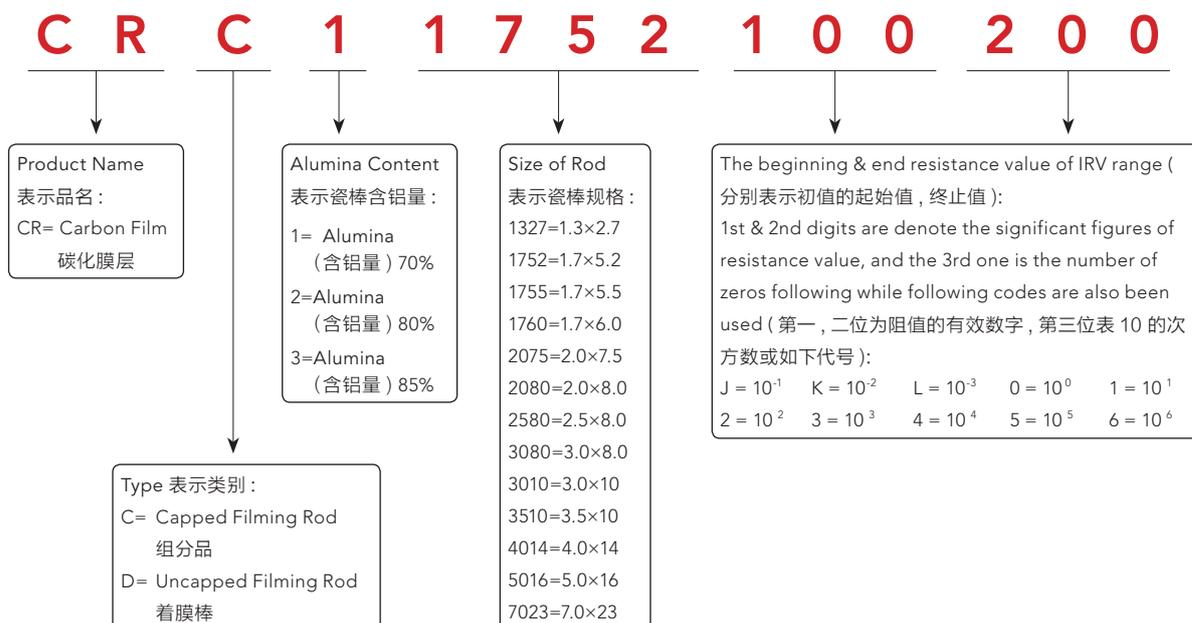 C R C 1 1 7 5 2 1 0 0 2 0 0
Product Name
表示品名 :
CR= Carbon Film
碳化膜层
Type 表示类别 :
C= Capped Filming Rod
组分品
D= Uncapped Filming Rod
着膜棒
Alumina Content
表示瓷棒含铝量 :
1= Alumina
（含铝量 ) 70%
2=Alumina
（含铝量 ) 80%
3=Alumina
（含铝量 ) 85%
Size of Rod
表示瓷棒规格 :
1327=1.3×2.7
1752=1.7×5.2
1755=1.7×5.5
1760=1.7×6.0
2075=2.0×7.5
2080=2.0×8.0
2580=2.5×8.0
3080=3.0×8.0
3010=3.0×10
3510=3.5×10
4014=4.0×14
5016=5.0×16
7023=7.0×23
The beginning & end resistance value of IRV range (
分别表示初值的起始值 , 终止值 ):
1st & 2nd digits are denote the significant figures of
resistance value, and the 3rd one is the number of
zeros following while following codes are also been
used ( 第一 , 二位为阻值的有效数字 , 第三位表 10 的次
方数或如下代号 ):
J = 10⁻¹ K = 10⁻² L = 10⁻³ 0 = 10⁰ 1 = 10¹
2 = 10² 3 = 10³ 4 = 10⁴ 5 = 10⁵ 6 = 10⁶